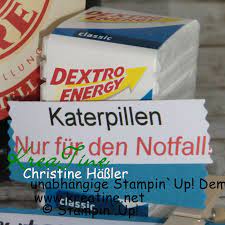 classic
DEXTRO
ENERGY
Katerpillen
Nur für den Notfall!
KreaTine
Christine Häßler
unabhängige Stampin' Up! Dem
www.kreatine.net
© Stampin' Up!
classic